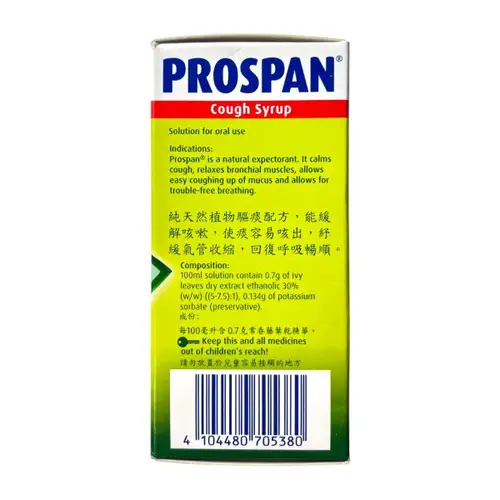 PROSPAN®
Cough Syrup
Solution for oral use
Indications:
Prospan® is a natural expectorant. It calms
cough, relaxes bronchial muscles, allows
easy coughing up of mucus and allows for
trouble-free breathing.
純天然植物驅痰配方，能緩
解咳嗽，使痰容易咳出，紓
緩氣管收縮，回復呼吸暢順。
Composition:
100ml solution contain 0.7g of ivy
leaves dry extract ethanolic 30%
(w/w) ((5-7.5):1), 0.134g of potassium
sorbate (preservative).
成份：
每100毫升含0.7克常春藤葉乾精華。
Keep this and all medicines
out of children's reach!
請勿放置於兒童容易接觸的地方
4 104480 705380